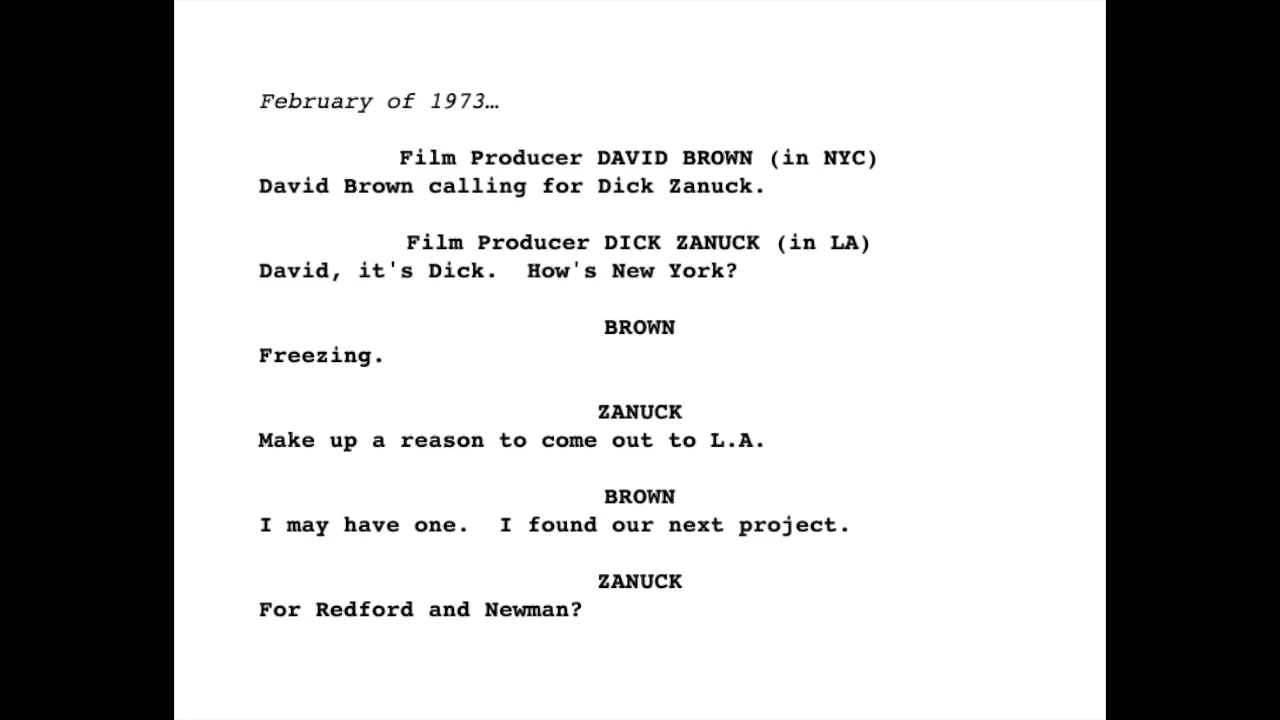 February of 1973…
Film Producer DAVID BROWN (in NYC)
David Brown calling for Dick Zanuck.
Film Producer DICK ZANUCK (in LA)
David, it's Dick.  How's New York?
BROWN
Freezing.
ZANUCK
Make up a reason to come out to L.A.
BROWN
I may have one.  I found our next project.
ZANUCK
For Redford and Newman?